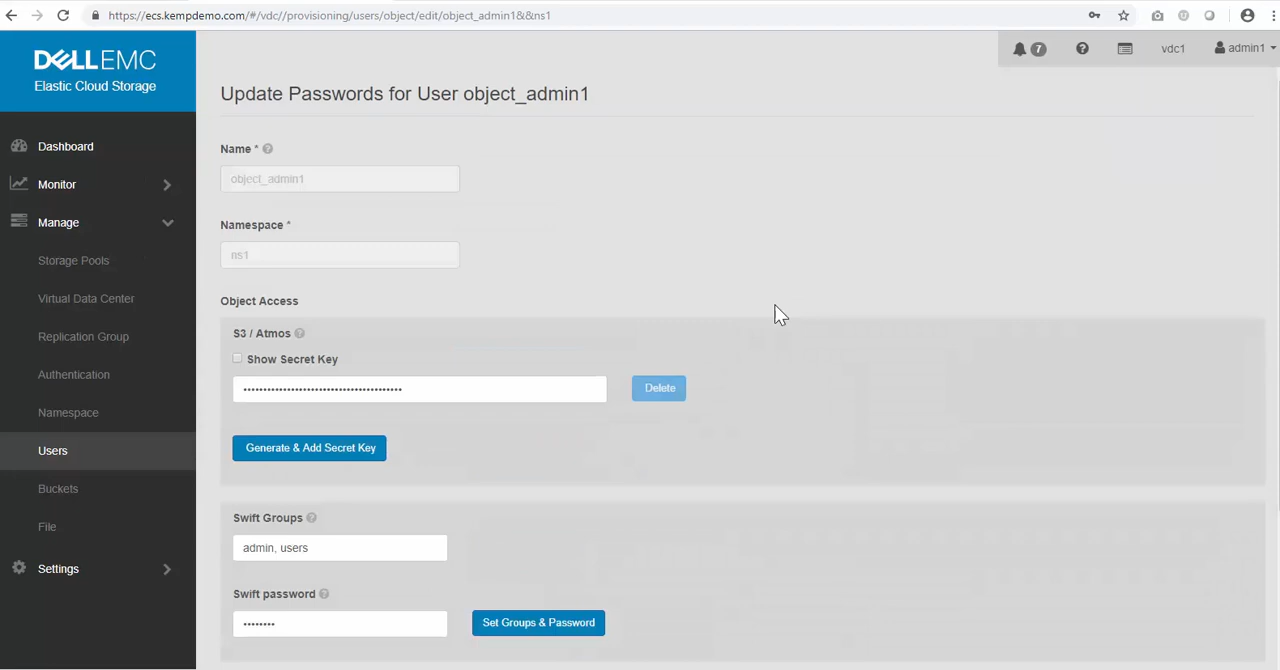 https://ecs.kempdemo.com/#/vdc//provisioning/users/object/edit/object_admin1&&ns1
DELLEMC
Elastic Cloud Storage
7
vdc1
admin1
Dashboard
Monitor
Manage
Storage Pools
Virtual Data Center
Replication Group
Authentication
Namespace
Users
Buckets
File
Settings
Update Passwords for User object_admin1
Name *
object_admin1
Namespace *
ns1
Object Access
S3 / Atmos
Show Secret Key
••••••••••••••••••••••••••••••••••••••••
Delete
Generate & Add Secret Key
Swift Groups
admin, users
Swift password
••••••••
Set Groups & Password